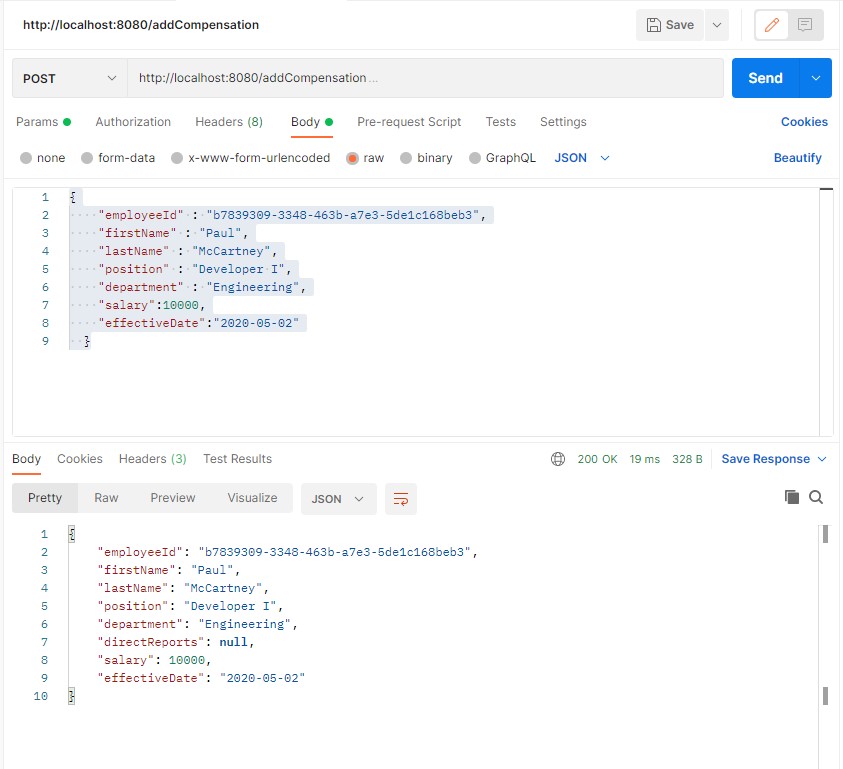 http://localhost:8080/addCompensation Save
POST http://localhost:8080/addCompensation ... Send
Params Authorization Headers (8) Body Pre-request Script Tests Settings Cookies
none form-data x-www-form-urlencoded raw binary GraphQL JSON Beautify
1 {
2 ····"employeeId"·:·"b7839309-3348-463b-a7e3-5de1c168beb3",
3 ····"firstName"·:·"Paul",
4 ····"lastName"·:·"McCartney",
5 ····"position"·:·"Developer·I",
6 ····"department"·:·"Engineering",
7 ····"salary":10000,
8 ····"effectiveDate":"2020-05-02"
9 ··}
Body Cookies Headers (3) Test Results 200 OK 19 ms 328 B Save Response
Pretty Raw Preview Visualize JSON
1 {
2 "employeeId": "b7839309-3348-463b-a7e3-5de1c168beb3",
3 "firstName": "Paul",
4 "lastName": "McCartney",
5 "position": "Developer I",
6 "department": "Engineering",
7 "directReports": null,
8 "salary": 10000,
9 "effectiveDate": "2020-05-02"
10 }